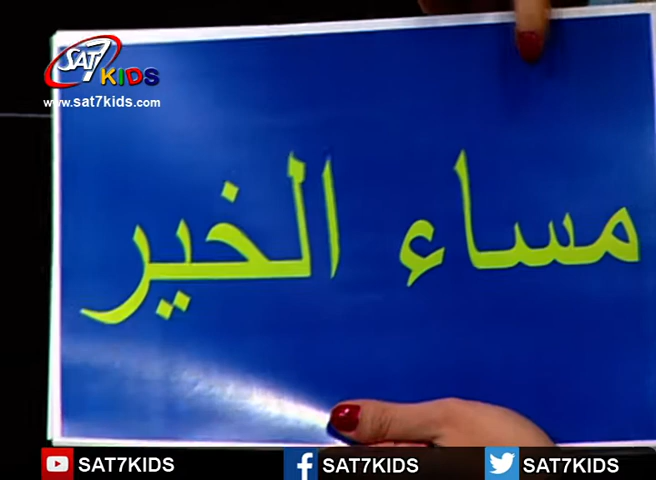 SAT7
KIDS
www.sat7kids.com
مساء الخير
SAT7KIDS SAT7KIDS SAT7KIDS